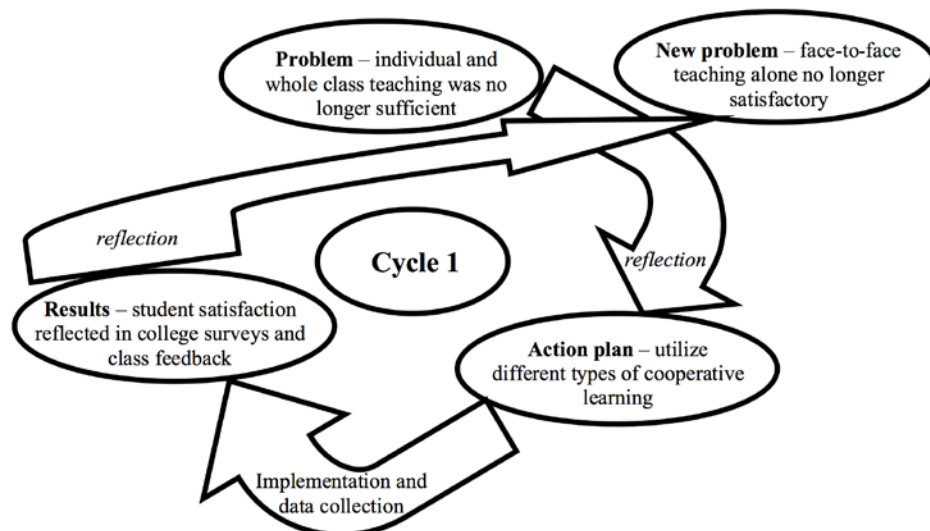 Problem – individual and
whole class teaching was no
longer sufficient
New problem – face-to-face
teaching alone no longer
satisfactory
reflection
reflection
Cycle 1
Results – student satisfaction
reflected in college surveys and
class feedback
Action plan – utilize
different types of cooperative
learning
Implementation and
data collection